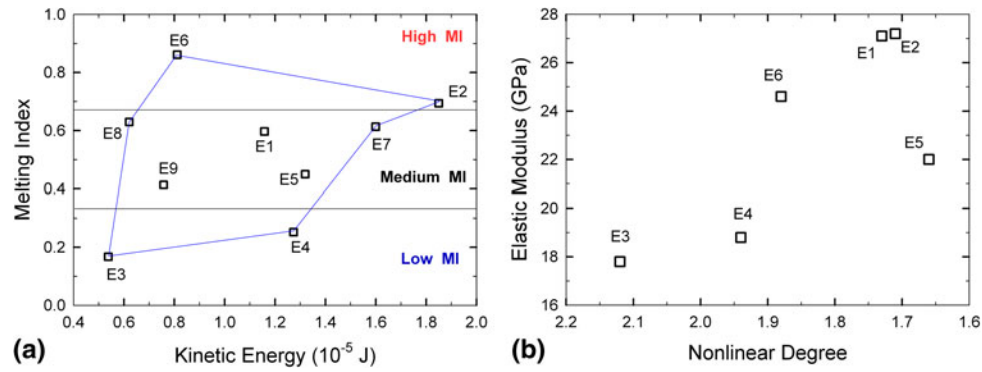 1.0
0.8
0.6
0.4
0.2
0.0
Melting Index
E6
High MI
E2
E8
E1
E7
E9
E5
Medium MI
E4
E3
Low MI
0.4 0.6 0.8 1.0 1.2 1.4 1.6 1.8 2.0
(a) Kinetic Energy (10⁻⁵ J)
28
26
24
22
20
18
16
Elastic Modulus (GPa)
E1 E2
E6
E5
E4
E3
2.2 2.1 2.0 1.9 1.8 1.7 1.6
(b) Nonlinear Degree